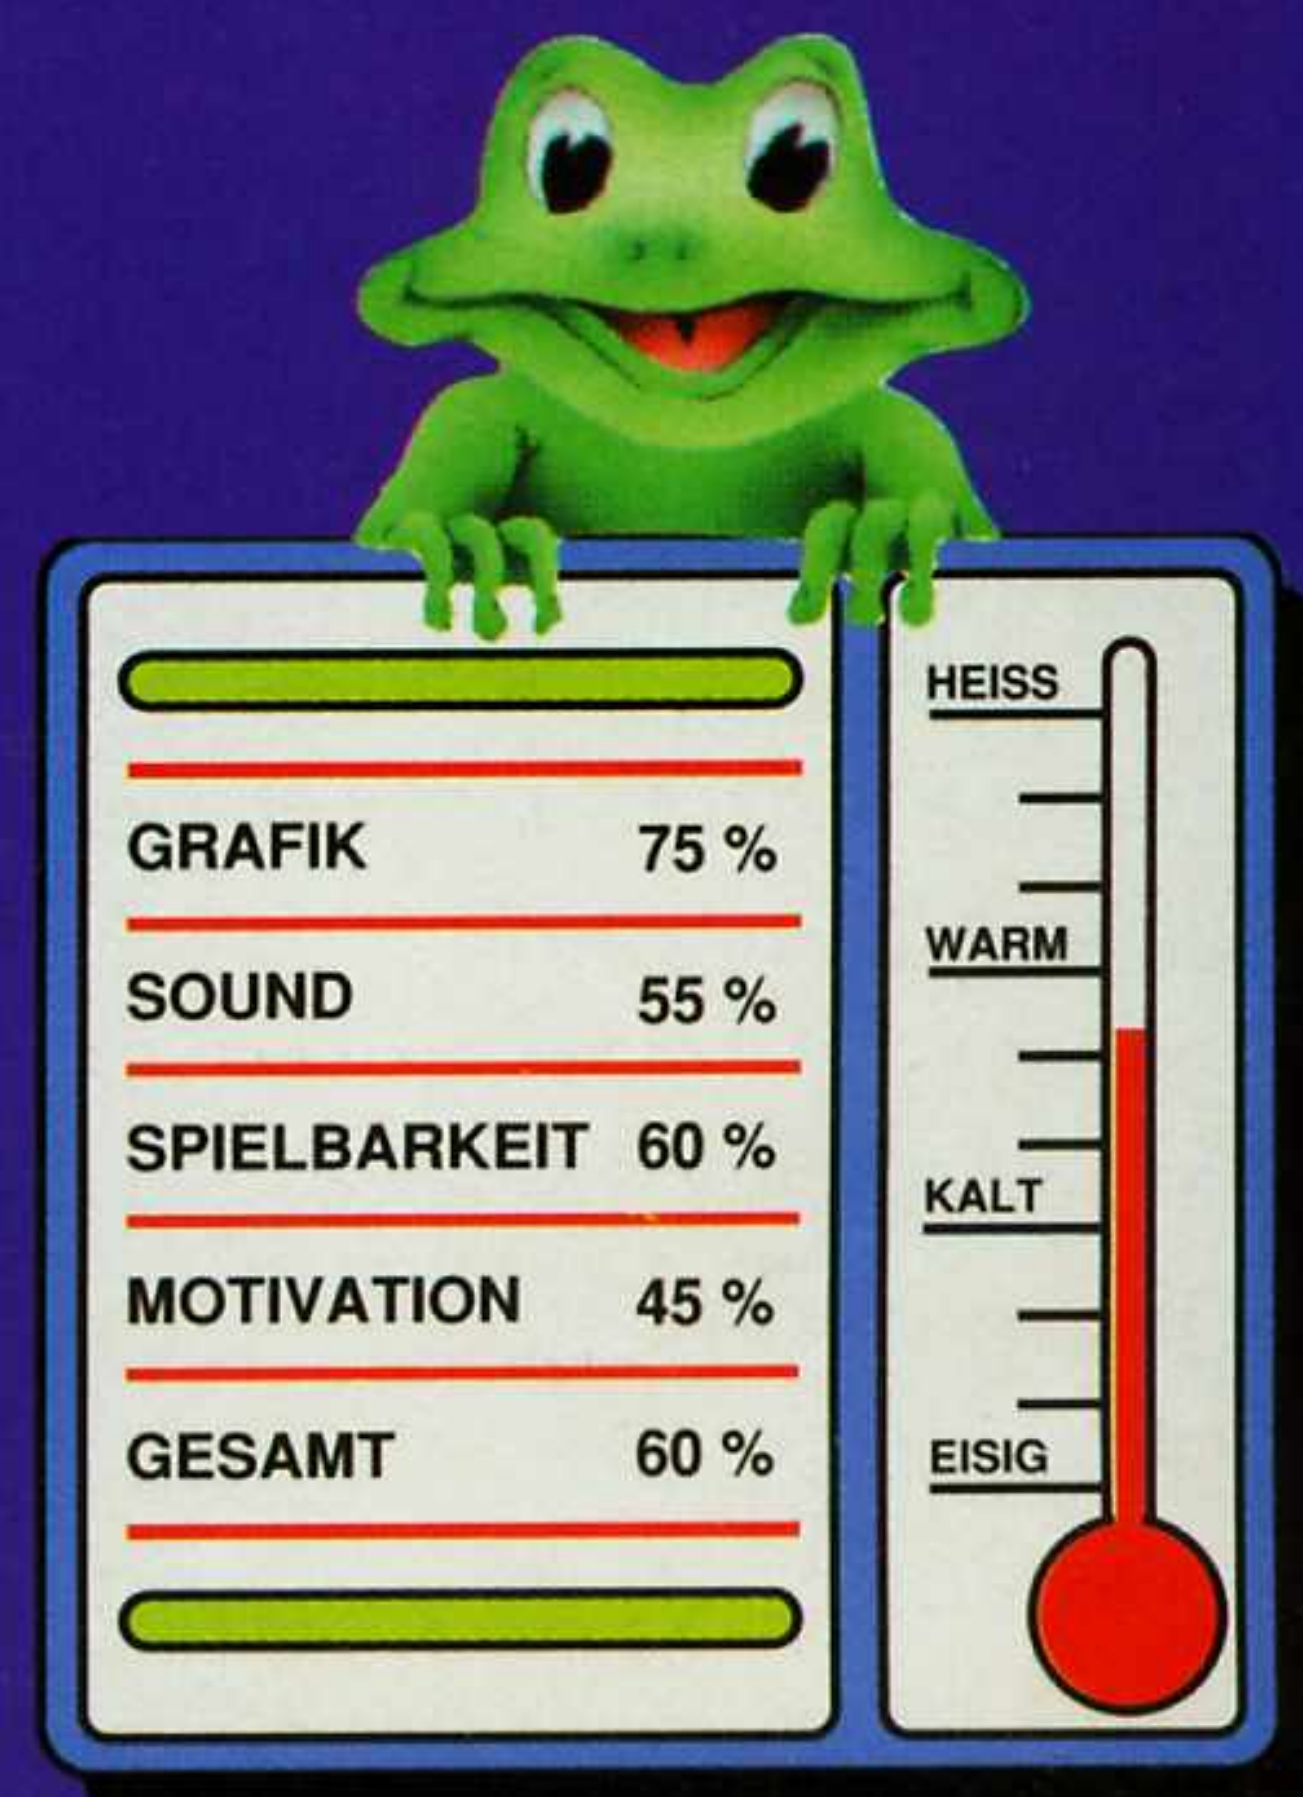 GRAFIK 75 %
SOUND 55 %
SPIELBARKEIT 60 %
MOTIVATION 45 %
GESAMT 60 %
HEISS
WARM
KALT
EISIG